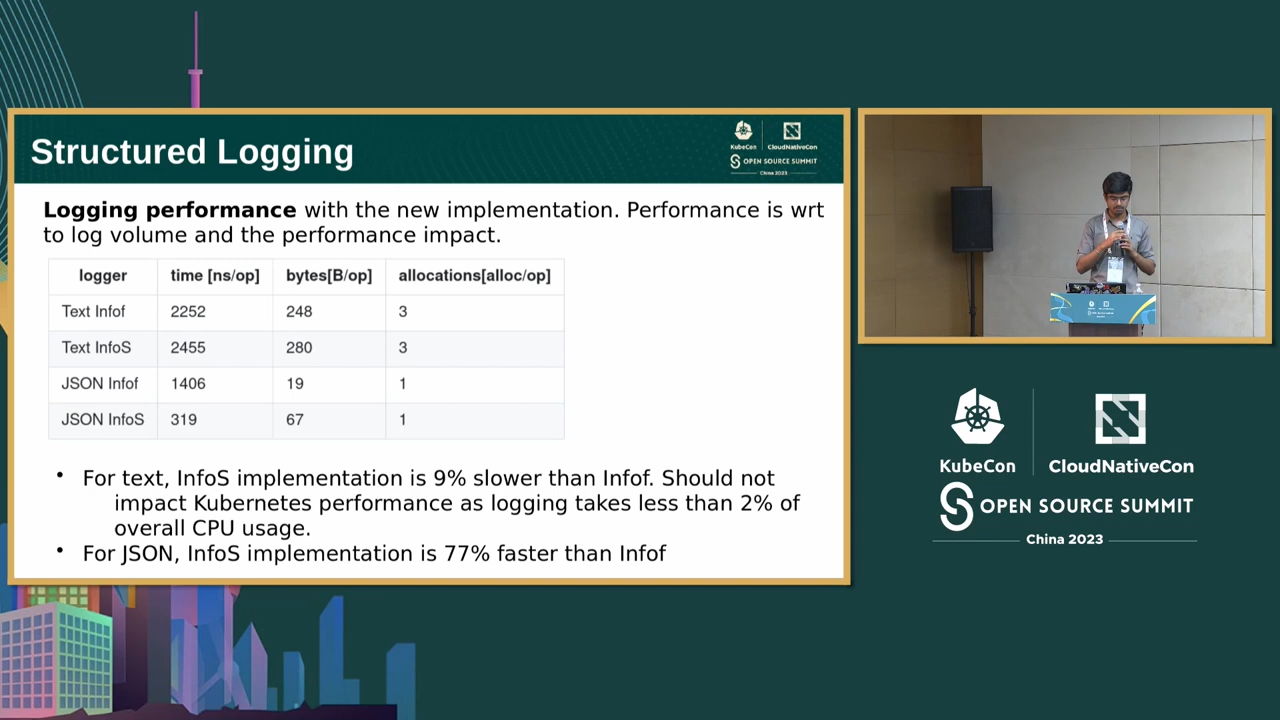 Structured Logging
KubeCon
CloudNativeCon
OPEN SOURCE SUMMIT
China 2023
Logging performance with the new implementation. Performance is wrt
to log volume and the performance impact.
logger time [ns/op] bytes[B/op] allocations[alloc/op]
Text Infof 2252 248 3
Text InfoS 2455 280 3
JSON Infof 1406 19 1
JSON InfoS 319 67 1
• For text, InfoS implementation is 9% slower than Infof. Should not
impact Kubernetes performance as logging takes less than 2% of
overall CPU usage.
• For JSON, InfoS implementation is 77% faster than Infof
KubeCon
CloudNativeCon
OPEN SOURCE SUMMIT
China 2023